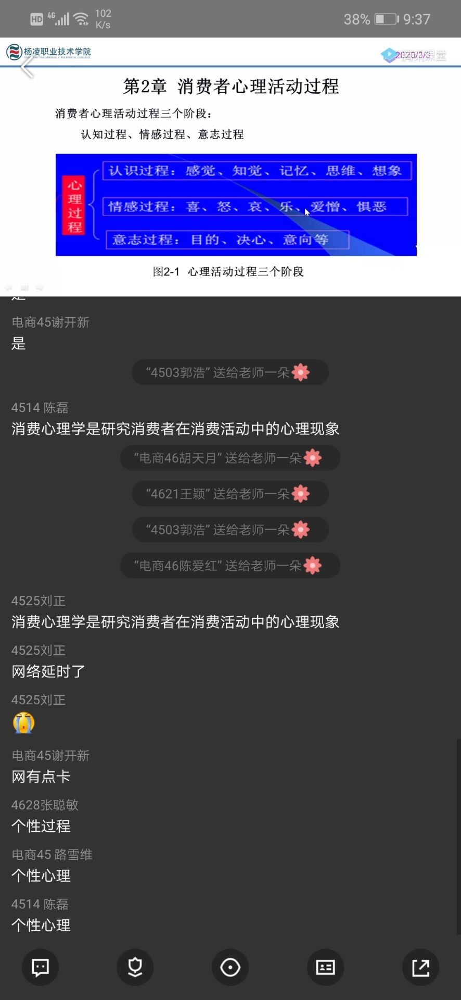 HD 4G 102 K/s 38% 9:37
杨凌职业技术学院
YANGLING VOCATIONAL & TECHNICAL COLLEGE
2020/3/3
腾讯课堂
第2章 消费者心理活动过程
消费者心理活动过程三个阶段:
认知过程、情感过程、意志过程
心理过程
认识过程：感觉、知觉、记忆、思维、想象
情感过程：喜、怒、哀、乐、爱憎、惧恶
意志过程：目的、决心、意向等
图2-1 心理活动过程三个阶段
是
电商45谢开新
是
“4503郭浩” 送给老师一朵
4514 陈磊
消费心理学是研究消费者在消费活动中的心理现象
“电商46胡天月” 送给老师一朵
“4621王颖” 送给老师一朵
“4503郭浩” 送给老师一朵
“电商46陈爱红” 送给老师一朵
4525刘正
消费心理学是研究消费者在消费活动中的心理现象
4525刘正
网络延时了
4525刘正
电商45谢开新
网有点卡
4628张聪敏
个性过程
电商45 路雪维
个性心理
4514 陈磊
个性心理